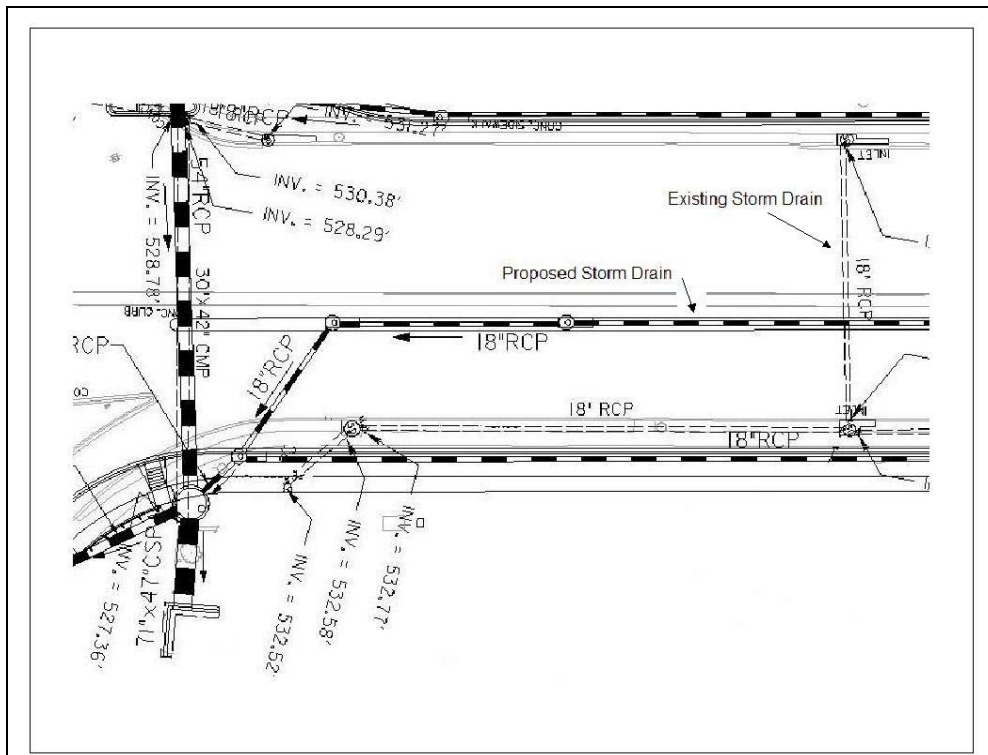 18"RCP
INV. = 531.27'
CONC. SIDEWALK
INLET
INV. = 530.38'
INV. = 528.29'
54"RCP
INV. = 528.78'
Existing Storm Drain
Proposed Storm Drain
18' RCP
30"x42" CMP
CURB
RCP
18"RCP
18"RCP
CO
18" RCP
INLET
18"RCP
INV. = 532.77'
INV. = 532.58'
INV. = 532.52'
71"x47"CSP
INV. = 527.36'